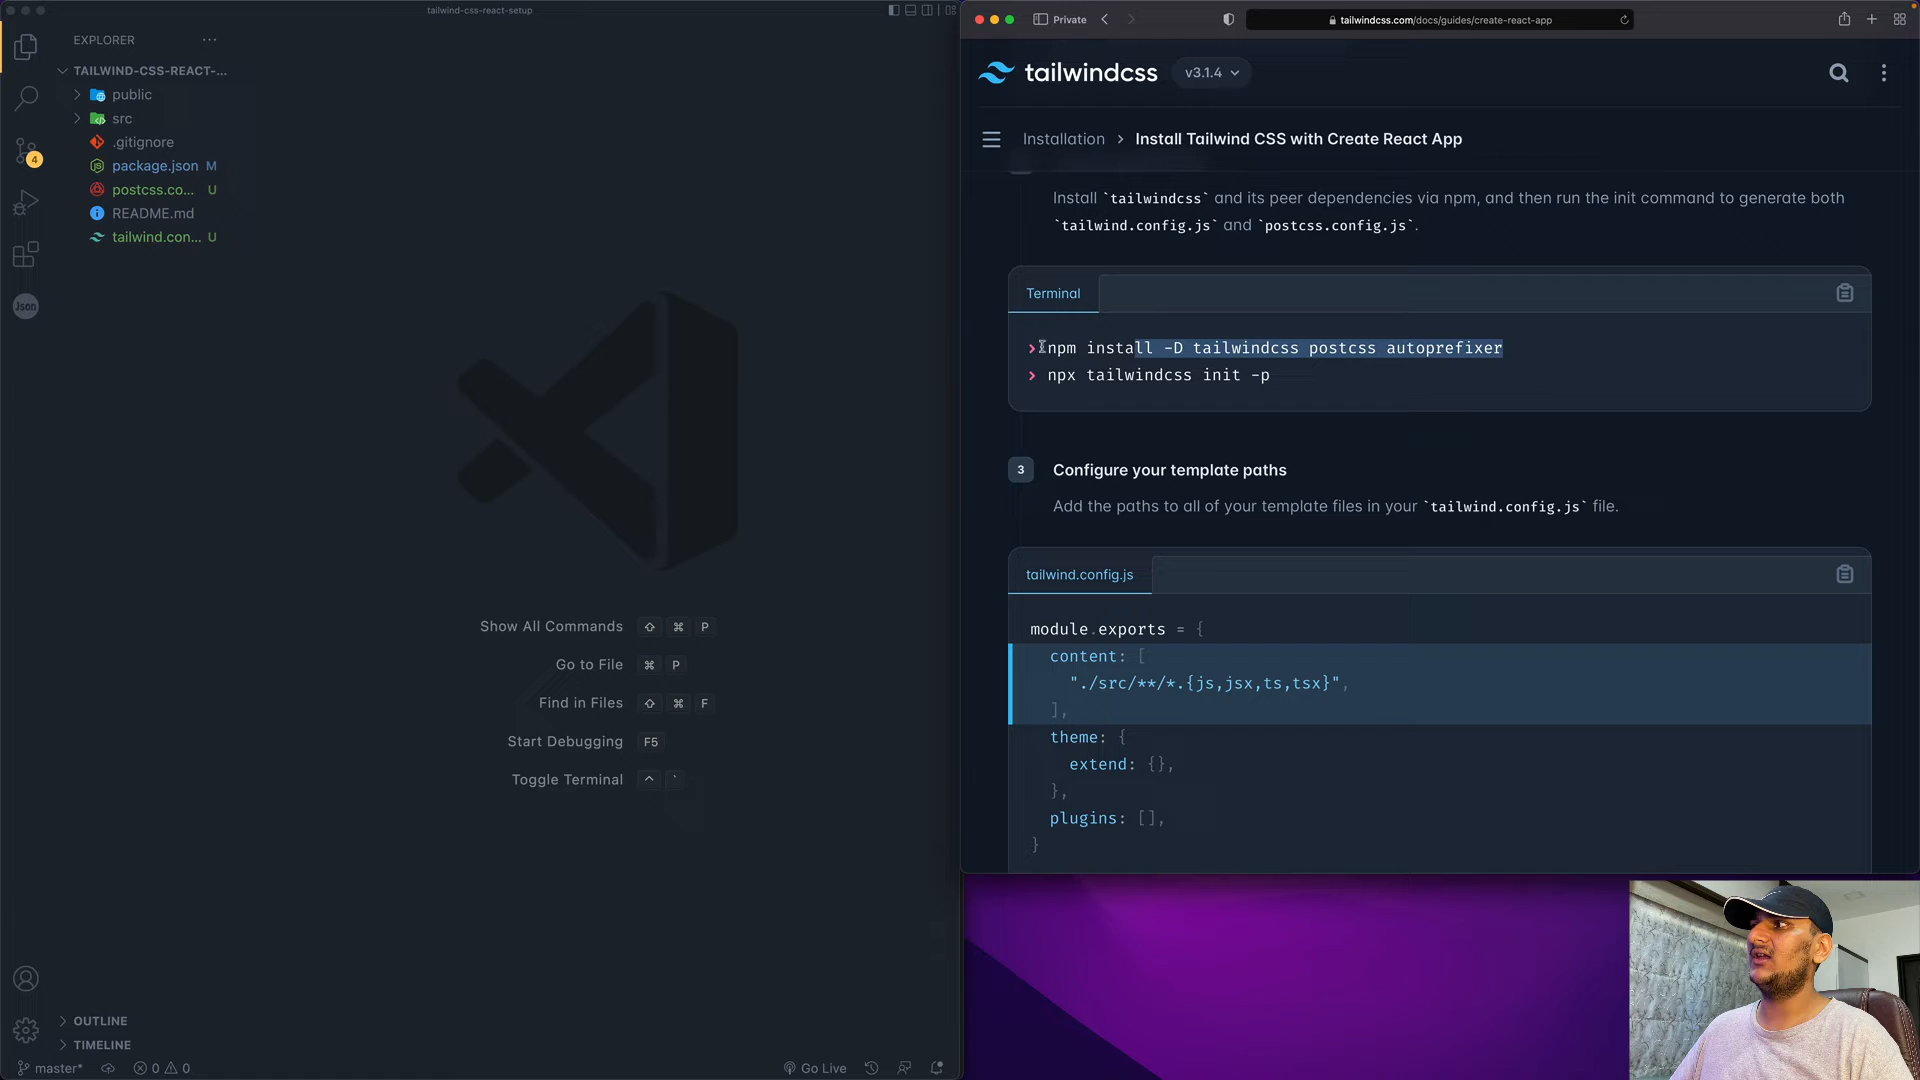 tailwind-css-react-setup
EXPLORER
TAILWIND-CSS-REACT-...
public
src
.gitignore
package.json M
postcss.co... U
README.md
tailwind.con... U
4
Json
Show All Commands ⇧ ⌘ P
Go to File ⌘ P
Find in Files ⇧ ⌘ F
Start Debugging F5
Toggle Terminal ^ `
OUTLINE
TIMELINE
master*
0 0
Go Live
Private
tailwindcss.com/docs/guides/create-react-app
tailwindcss v3.1.4
Installation > Install Tailwind CSS with Create React App
Install `tailwindcss` and its peer dependencies via npm, and then run the init command to generate both
`tailwind.config.js` and `postcss.config.js`.
Terminal
> npm install -D tailwindcss postcss autoprefixer
> npx tailwindcss init -p
3 Configure your template paths
Add the paths to all of your template files in your `tailwind.config.js` file.
tailwind.config.js
module.exports = {
content: [
"./src/**/*.{js,jsx,ts,tsx}",
],
theme: {
extend: {},
},
plugins: [],
}